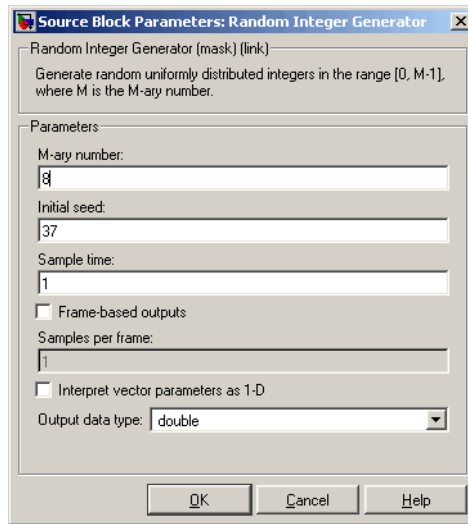 Source Block Parameters: Random Integer Generator
Random Integer Generator (mask) (link)
Generate random uniformly distributed integers in the range [0, M-1],
where M is the M-ary number.
Parameters
M-ary number:
8
Initial seed:
37
Sample time:
1
Frame-based outputs
Samples per frame:
1
Interpret vector parameters as 1-D
Output data type: double
OK Cancel Help